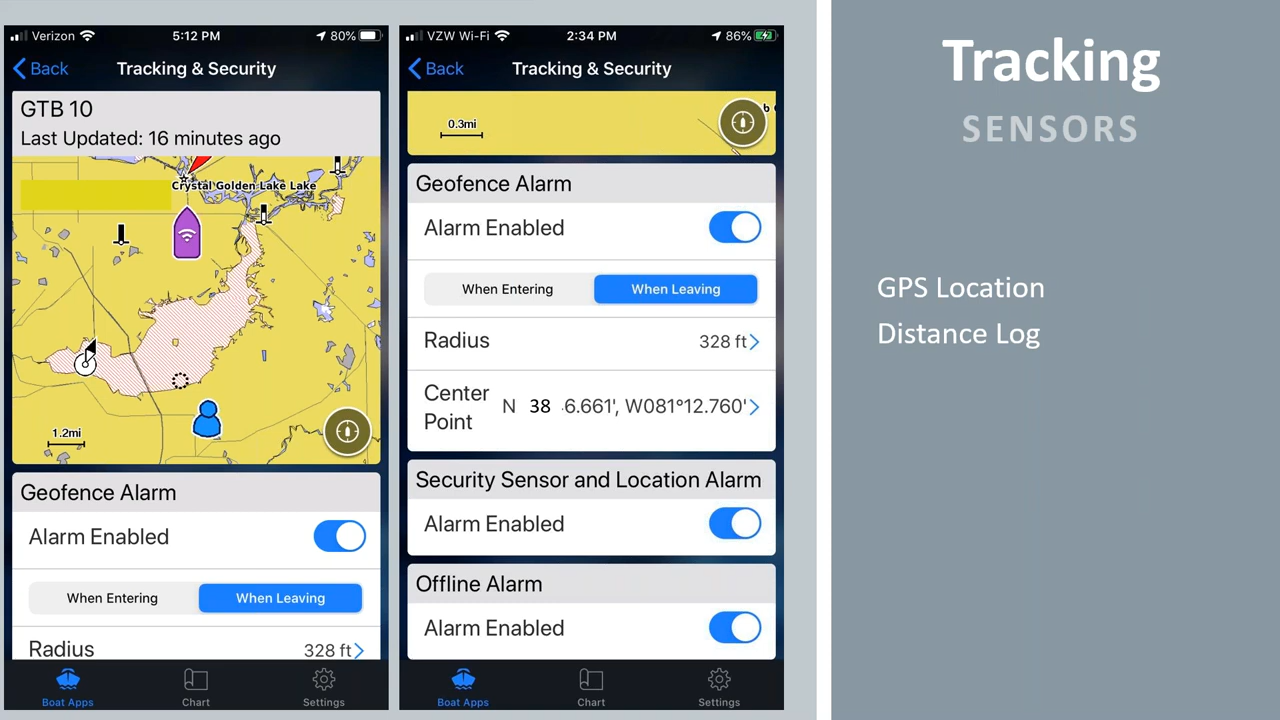 Verizon 5:12 PM 80%
Back Tracking & Security
GTB 10
Last Updated: 16 minutes ago
Crystal Golden Lake Lake
1.2mi
Geofence Alarm
Alarm Enabled
When Entering When Leaving
Radius 328 ft
Boat Apps Chart Settings
VZW Wi-Fi 2:34 PM 86%
Back Tracking & Security
0.3mi
Geofence Alarm
Alarm Enabled
When Entering When Leaving
Radius 328 ft
Center
Point N 38 6.661', W081°12.760'
Security Sensor and Location Alarm
Alarm Enabled
Offline Alarm
Alarm Enabled
Boat Apps Chart Settings
Tracking
SENSORS
GPS Location
Distance Log